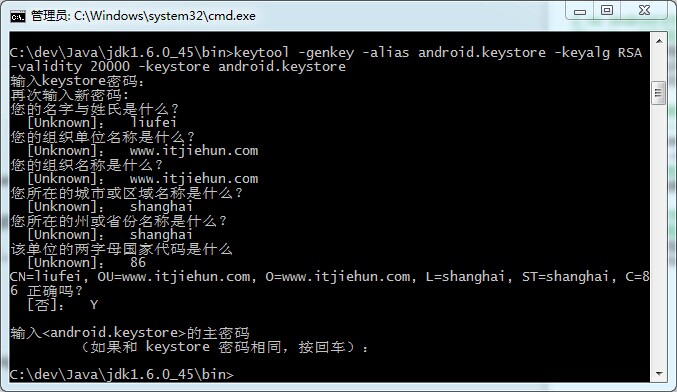 管理员: C:\Windows\system32\cmd.exe
C:\dev\Java\jdk1.6.0_45\bin>keytool -genkey -alias android.keystore -keyalg RSA
-validity 20000 -keystore android.keystore
输入keystore密码：
再次输入新密码:
您的名字与姓氏是什么？
[Unknown]：  liufei
您的组织单位名称是什么？
[Unknown]：  www.itjiehun.com
您的组织名称是什么？
[Unknown]：  www.itjiehun.com
您所在的城市或区域名称是什么？
[Unknown]：  shanghai
您所在的州或省份名称是什么？
[Unknown]：  shanghai
该单位的两字母国家代码是什么
[Unknown]：  86
CN=liufei, OU=www.itjiehun.com, O=www.itjiehun.com, L=shanghai, ST=shanghai, C=8
6 正确吗？
[否]：  Y
输入<android.keystore>的主密码
（如果和 keystore 密码相同，按回车）：
C:\dev\Java\jdk1.6.0_45\bin>